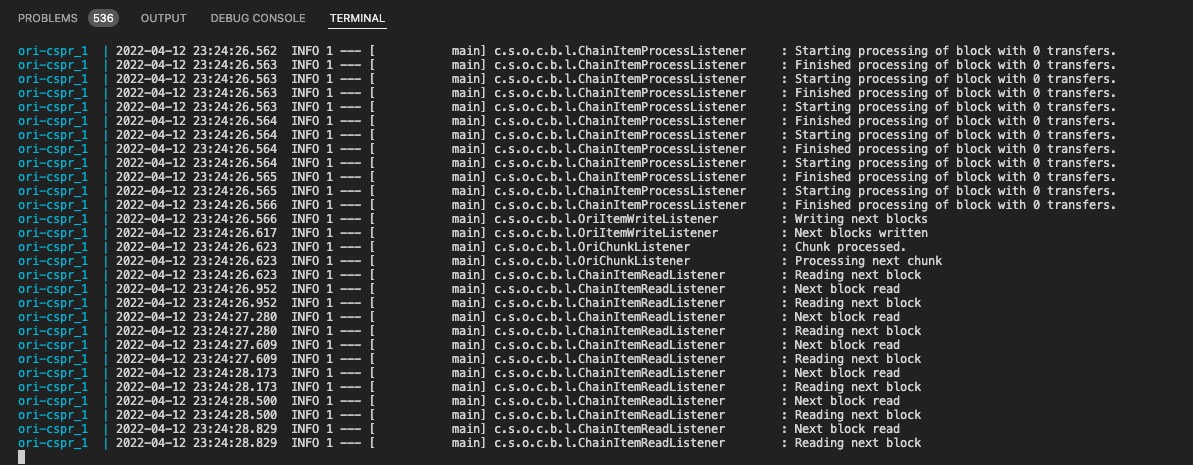 PROBLEMS 536 OUTPUT DEBUG CONSOLE TERMINAL
ori-cspr_1 | 2022-04-12 23:24:26.562 INFO 1 --- [ main] c.s.o.c.b.l.ChainItemProcessListener : Starting processing of block with 0 transfers.
ori-cspr_1 | 2022-04-12 23:24:26.563 INFO 1 --- [ main] c.s.o.c.b.l.ChainItemProcessListener : Finished processing of block with 0 transfers.
ori-cspr_1 | 2022-04-12 23:24:26.563 INFO 1 --- [ main] c.s.o.c.b.l.ChainItemProcessListener : Starting processing of block with 0 transfers.
ori-cspr_1 | 2022-04-12 23:24:26.563 INFO 1 --- [ main] c.s.o.c.b.l.ChainItemProcessListener : Finished processing of block with 0 transfers.
ori-cspr_1 | 2022-04-12 23:24:26.563 INFO 1 --- [ main] c.s.o.c.b.l.ChainItemProcessListener : Starting processing of block with 0 transfers.
ori-cspr_1 | 2022-04-12 23:24:26.564 INFO 1 --- [ main] c.s.o.c.b.l.ChainItemProcessListener : Finished processing of block with 0 transfers.
ori-cspr_1 | 2022-04-12 23:24:26.564 INFO 1 --- [ main] c.s.o.c.b.l.ChainItemProcessListener : Starting processing of block with 0 transfers.
ori-cspr_1 | 2022-04-12 23:24:26.564 INFO 1 --- [ main] c.s.o.c.b.l.ChainItemProcessListener : Finished processing of block with 0 transfers.
ori-cspr_1 | 2022-04-12 23:24:26.564 INFO 1 --- [ main] c.s.o.c.b.l.ChainItemProcessListener : Starting processing of block with 0 transfers.
ori-cspr_1 | 2022-04-12 23:24:26.565 INFO 1 --- [ main] c.s.o.c.b.l.ChainItemProcessListener : Finished processing of block with 0 transfers.
ori-cspr_1 | 2022-04-12 23:24:26.565 INFO 1 --- [ main] c.s.o.c.b.l.ChainItemProcessListener : Starting processing of block with 0 transfers.
ori-cspr_1 | 2022-04-12 23:24:26.566 INFO 1 --- [ main] c.s.o.c.b.l.ChainItemProcessListener : Finished processing of block with 0 transfers.
ori-cspr_1 | 2022-04-12 23:24:26.566 INFO 1 --- [ main] c.s.o.c.b.l.OriItemWriteListener : Writing next blocks
ori-cspr_1 | 2022-04-12 23:24:26.617 INFO 1 --- [ main] c.s.o.c.b.l.OriItemWriteListener : Next blocks written
ori-cspr_1 | 2022-04-12 23:24:26.623 INFO 1 --- [ main] c.s.o.c.b.l.OriChunkListener : Chunk processed.
ori-cspr_1 | 2022-04-12 23:24:26.623 INFO 1 --- [ main] c.s.o.c.b.l.OriChunkListener : Processing next chunk
ori-cspr_1 | 2022-04-12 23:24:26.623 INFO 1 --- [ main] c.s.o.c.b.l.ChainItemReadListener : Reading next block
ori-cspr_1 | 2022-04-12 23:24:26.952 INFO 1 --- [ main] c.s.o.c.b.l.ChainItemReadListener : Next block read
ori-cspr_1 | 2022-04-12 23:24:26.952 INFO 1 --- [ main] c.s.o.c.b.l.ChainItemReadListener : Reading next block
ori-cspr_1 | 2022-04-12 23:24:27.280 INFO 1 --- [ main] c.s.o.c.b.l.ChainItemReadListener : Next block read
ori-cspr_1 | 2022-04-12 23:24:27.280 INFO 1 --- [ main] c.s.o.c.b.l.ChainItemReadListener : Reading next block
ori-cspr_1 | 2022-04-12 23:24:27.609 INFO 1 --- [ main] c.s.o.c.b.l.ChainItemReadListener : Next block read
ori-cspr_1 | 2022-04-12 23:24:27.609 INFO 1 --- [ main] c.s.o.c.b.l.ChainItemReadListener : Reading next block
ori-cspr_1 | 2022-04-12 23:24:28.173 INFO 1 --- [ main] c.s.o.c.b.l.ChainItemReadListener : Next block read
ori-cspr_1 | 2022-04-12 23:24:28.173 INFO 1 --- [ main] c.s.o.c.b.l.ChainItemReadListener : Reading next block
ori-cspr_1 | 2022-04-12 23:24:28.500 INFO 1 --- [ main] c.s.o.c.b.l.ChainItemReadListener : Next block read
ori-cspr_1 | 2022-04-12 23:24:28.500 INFO 1 --- [ main] c.s.o.c.b.l.ChainItemReadListener : Reading next block
ori-cspr_1 | 2022-04-12 23:24:28.829 INFO 1 --- [ main] c.s.o.c.b.l.ChainItemReadListener : Next block read
ori-cspr_1 | 2022-04-12 23:24:28.829 INFO 1 --- [ main] c.s.o.c.b.l.ChainItemReadListener : Reading next block